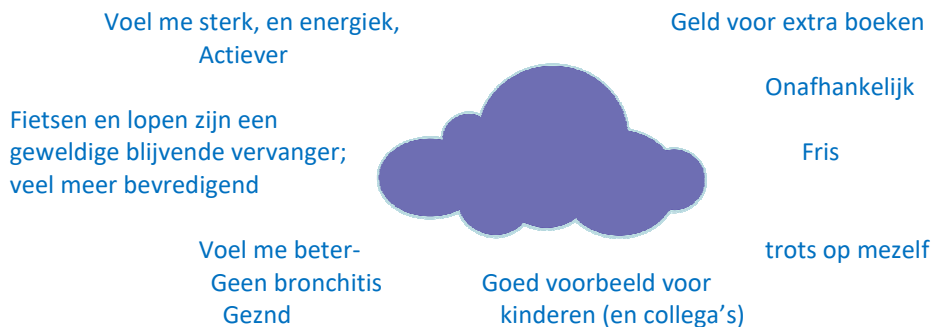 Voel me sterk, en energiek,
Actiever
Geld voor extra boeken
Onafhankelijk
Fietsen en lopen zijn een
geweldige blijvende vervanger;
veel meer bevredigend
Fris
Voel me beter-
Geen bronchitis
Geznd
Goed voorbeeld voor
kinderen (en collega's)
trots op mezelf